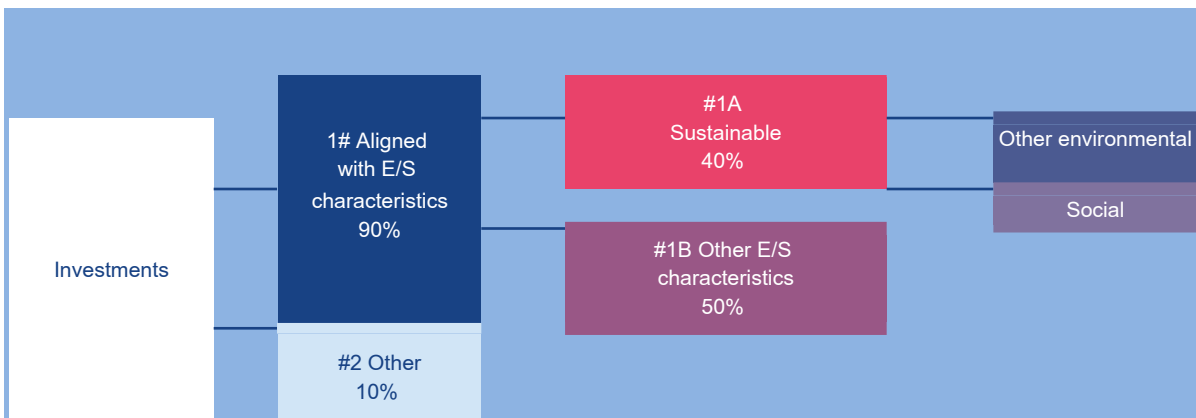 Investments
1# Aligned
with E/S
characteristics
90%
#2 Other
10%
#1A
Sustainable
40%
#1B Other E/S
characteristics
50%
Other environmental
Social